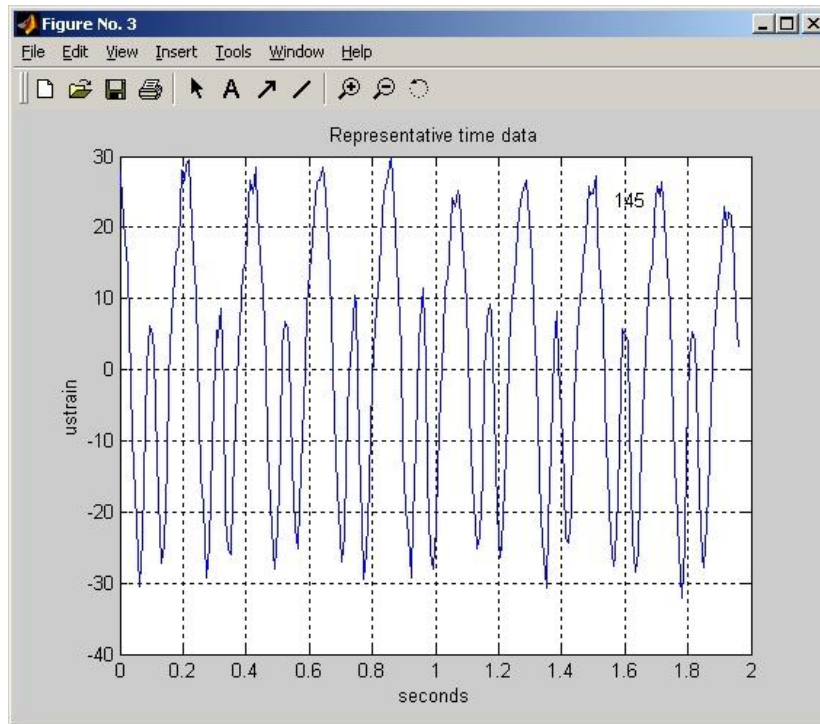 Figure No. 3
File Edit View Insert Tools Window Help
A
Representative time data
30
20
10
0
-10
-20
-30
-40
ustrain
145
0 0.2 0.4 0.6 0.8 1 1.2 1.4 1.6 1.8 2
seconds